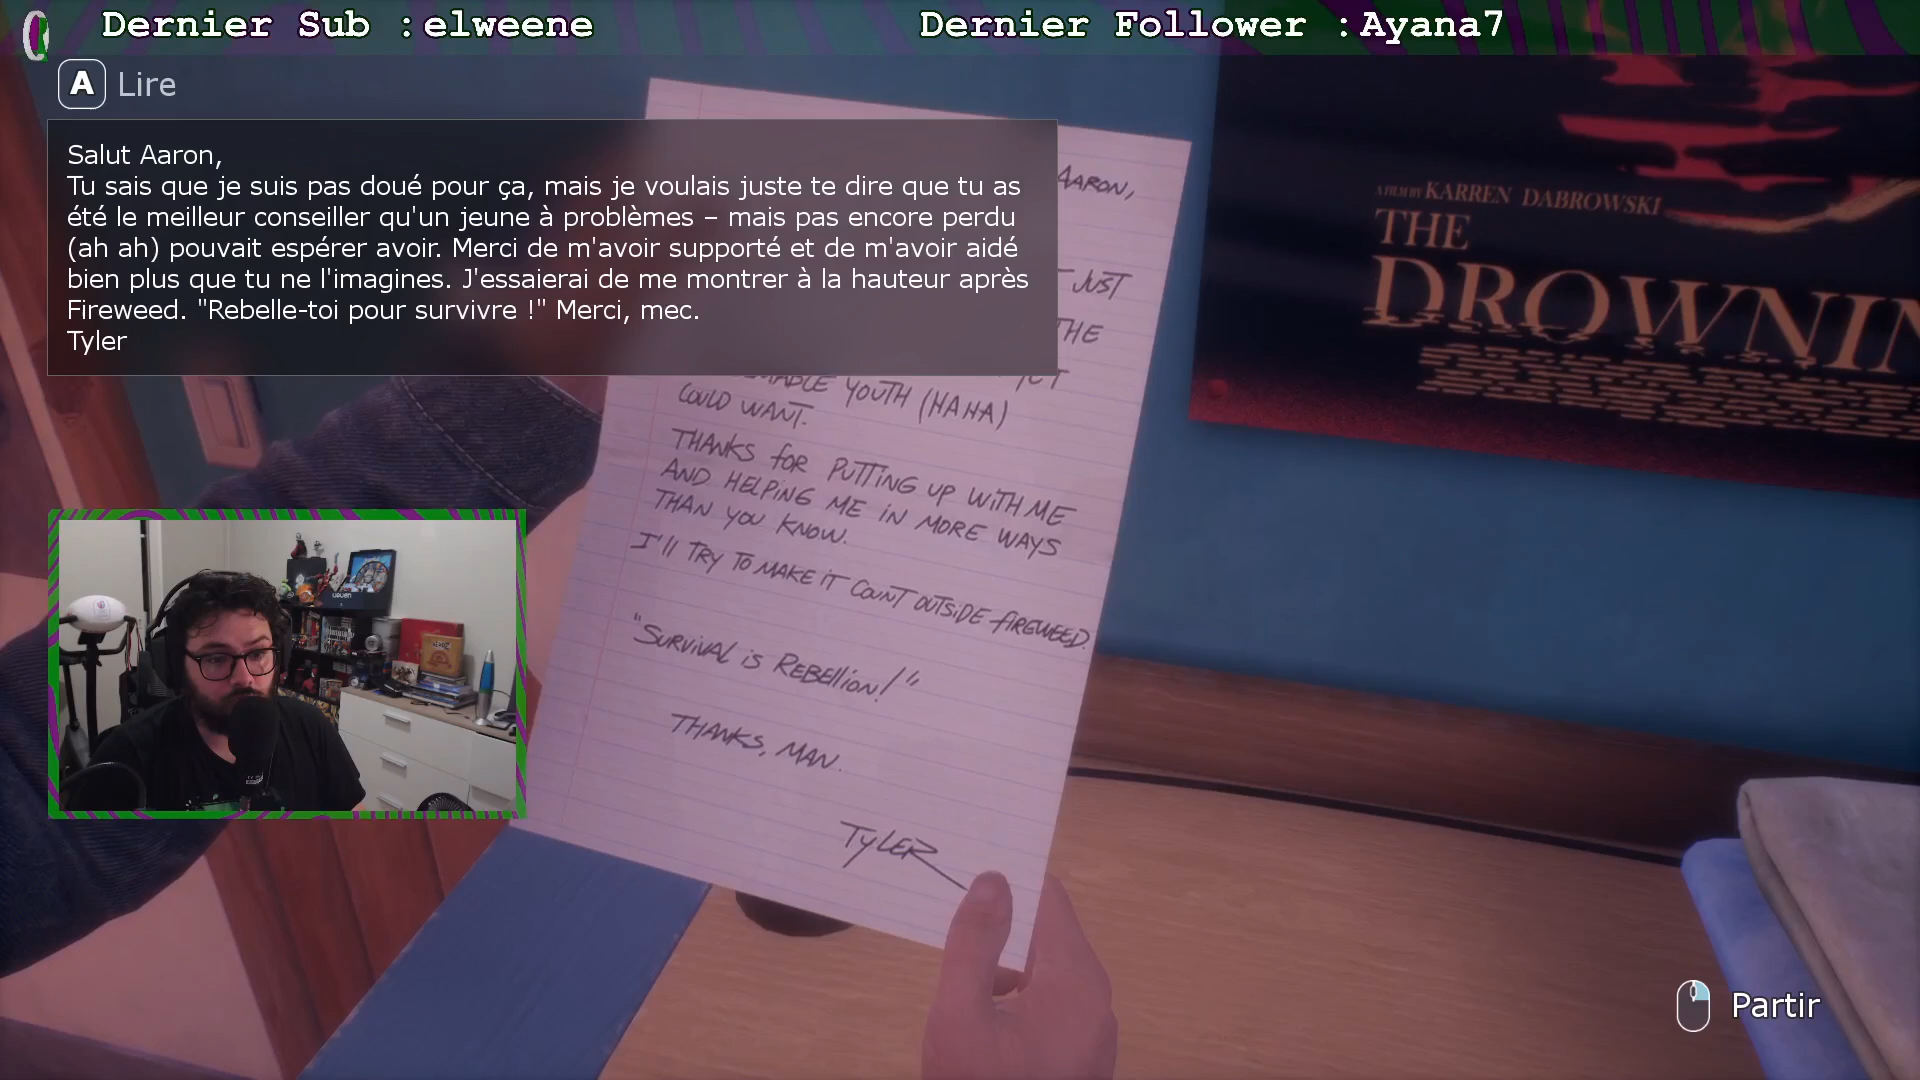 Dernier Sub : elweene
Dernier Follower : Ayana7
A Lire
Salut Aaron,
Tu sais que je suis pas doué pour ça, mais je voulais juste te dire que tu as
été le meilleur conseiller qu'un jeune à problèmes – mais pas encore perdu
(ah ah) pouvait espérer avoir. Merci de m'avoir supporté et de m'avoir aidé
bien plus que tu ne l'imagines. J'essaierai de me montrer à la hauteur après
Fireweed. "Rebelle-toi pour survivre !" Merci, mec.
Tyler
AARON,
JUST
THE
YOUTH (HAHA)
COULD WANT.
THANKS FOR PUTTING UP WITH ME
AND HELPING ME IN MORE WAYS
THAN YOU KNOW.
I'll TRY TO MAKE IT COUNT OUTSIDE FIREWEED.
"SURVIVAL IS REBELLION!"
THANKS, MAN.
TYLER
A FILM BY KARREN DABROWSKI
THE
DROWNIN
Partir